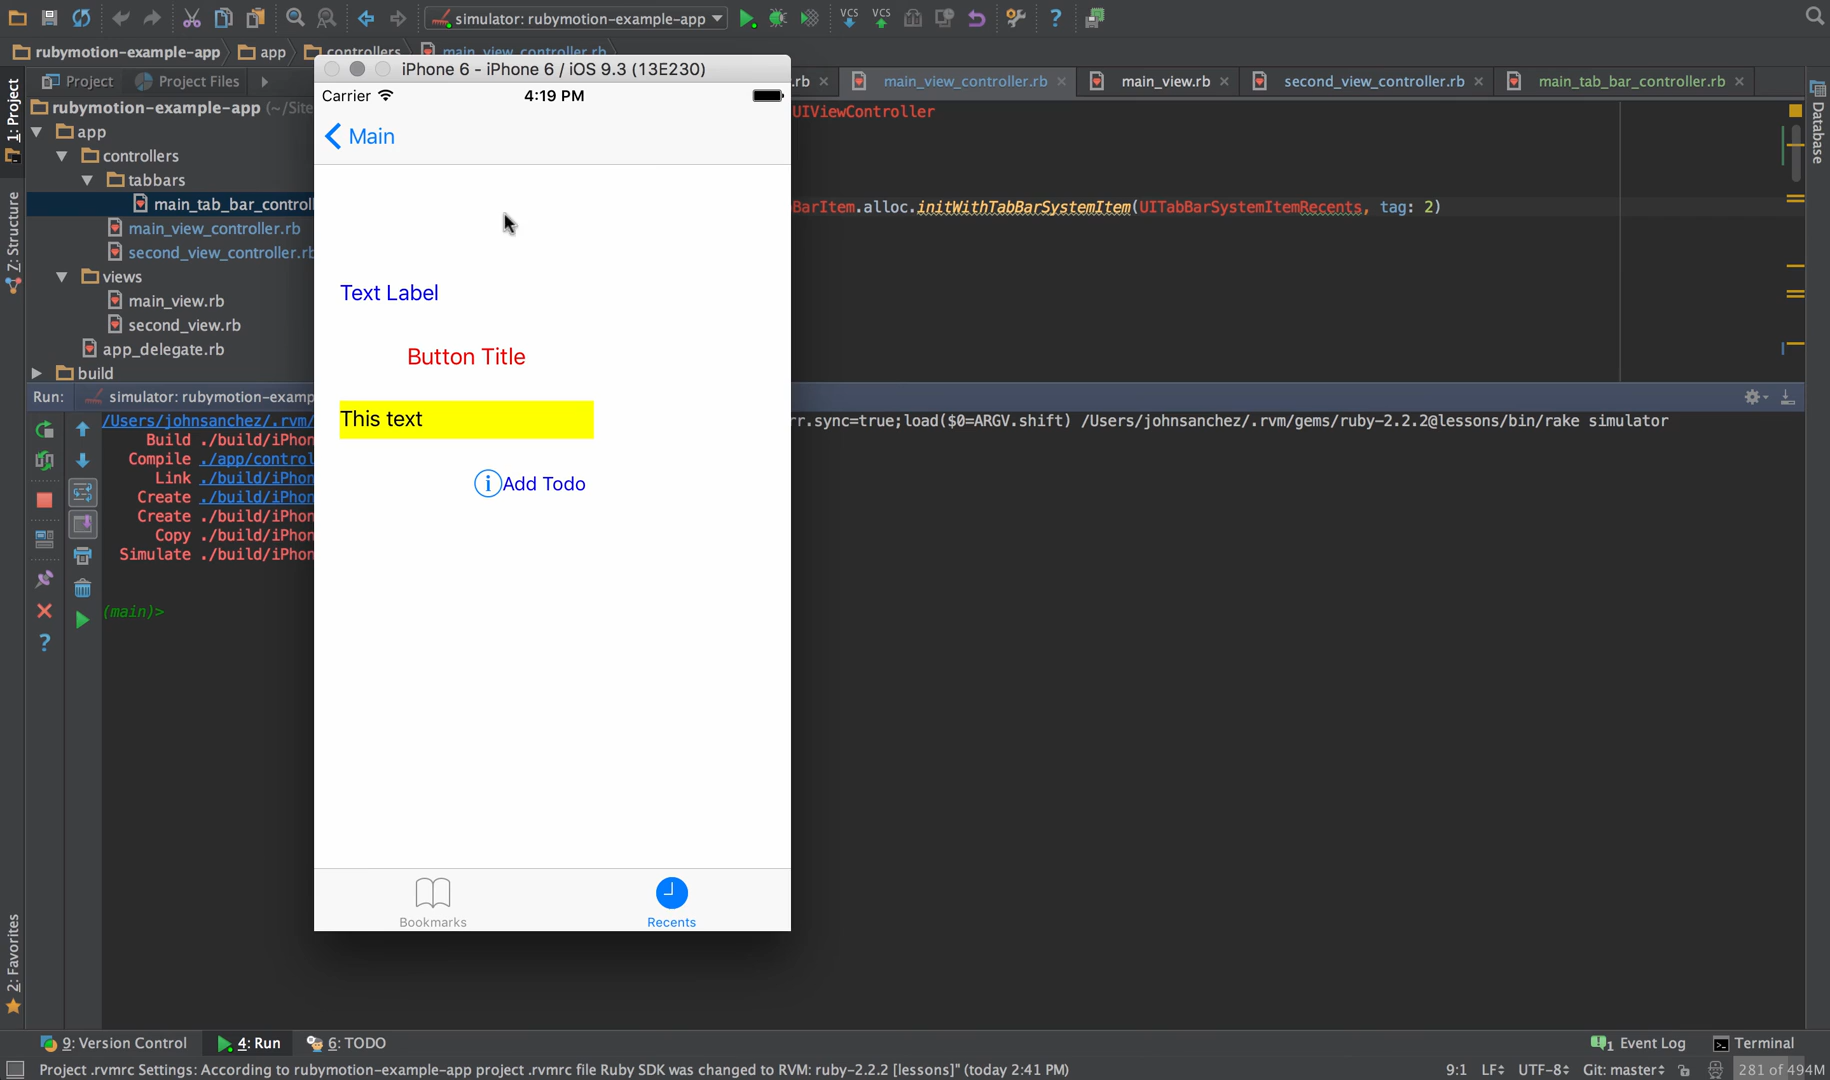 simulator: rubymotion-example-app
VCS
VCS
?
rubymotion-example-app
app
controllers
main_view_controller.rb
iPhone 6 - iPhone 6 / iOS 9.3 (13E230)
1: Project
Project
Project Files
.rb
main_view_controller.rb
main_view.rb
second_view_controller.rb
main_tab_bar_controller.rb
Database
rubymotion-example-app (~/Site
app
controllers
tabbars
main_tab_bar_control
main_view_controller.rb
second_view_controller.r
views
main_view.rb
second_view.rb
app_delegate.rb
build
Z: Structure
2: Favorites
UIViewController
BarItem.alloc.initWithTabBarSystemItem(UITabBarSystemItemRecents, tag: 2)
Carrier
4:19 PM
Main
Text Label
Button Title
This text
i
Add Todo
Bookmarks
Recents
Run:
simulator: rubymotion-examp
/Users/johnsanchez/.rvm/
rr.sync=true;load($0=ARGV.shift) /Users/johnsanchez/.rvm/gems/ruby-2.2.2@lessons/bin/rake simulator
Build ./build/iPhon
Compile ./app/control
Link ./build/iPhon
Create ./build/iPhon
Create ./build/iPhon
Copy ./build/iPhon
Simulate ./build/iPhon
(main)>
?
9: Version Control
4: Run
6: TODO
1 Event Log
Terminal
Project .rvmrc Settings: According to rubymotion-example-app project .rvmrc file Ruby SDK was changed to RVM: ruby-2.2.2 [lessons]" (today 2:41 PM)
9:1
LF
UTF-8
Git: master
281 of 494M